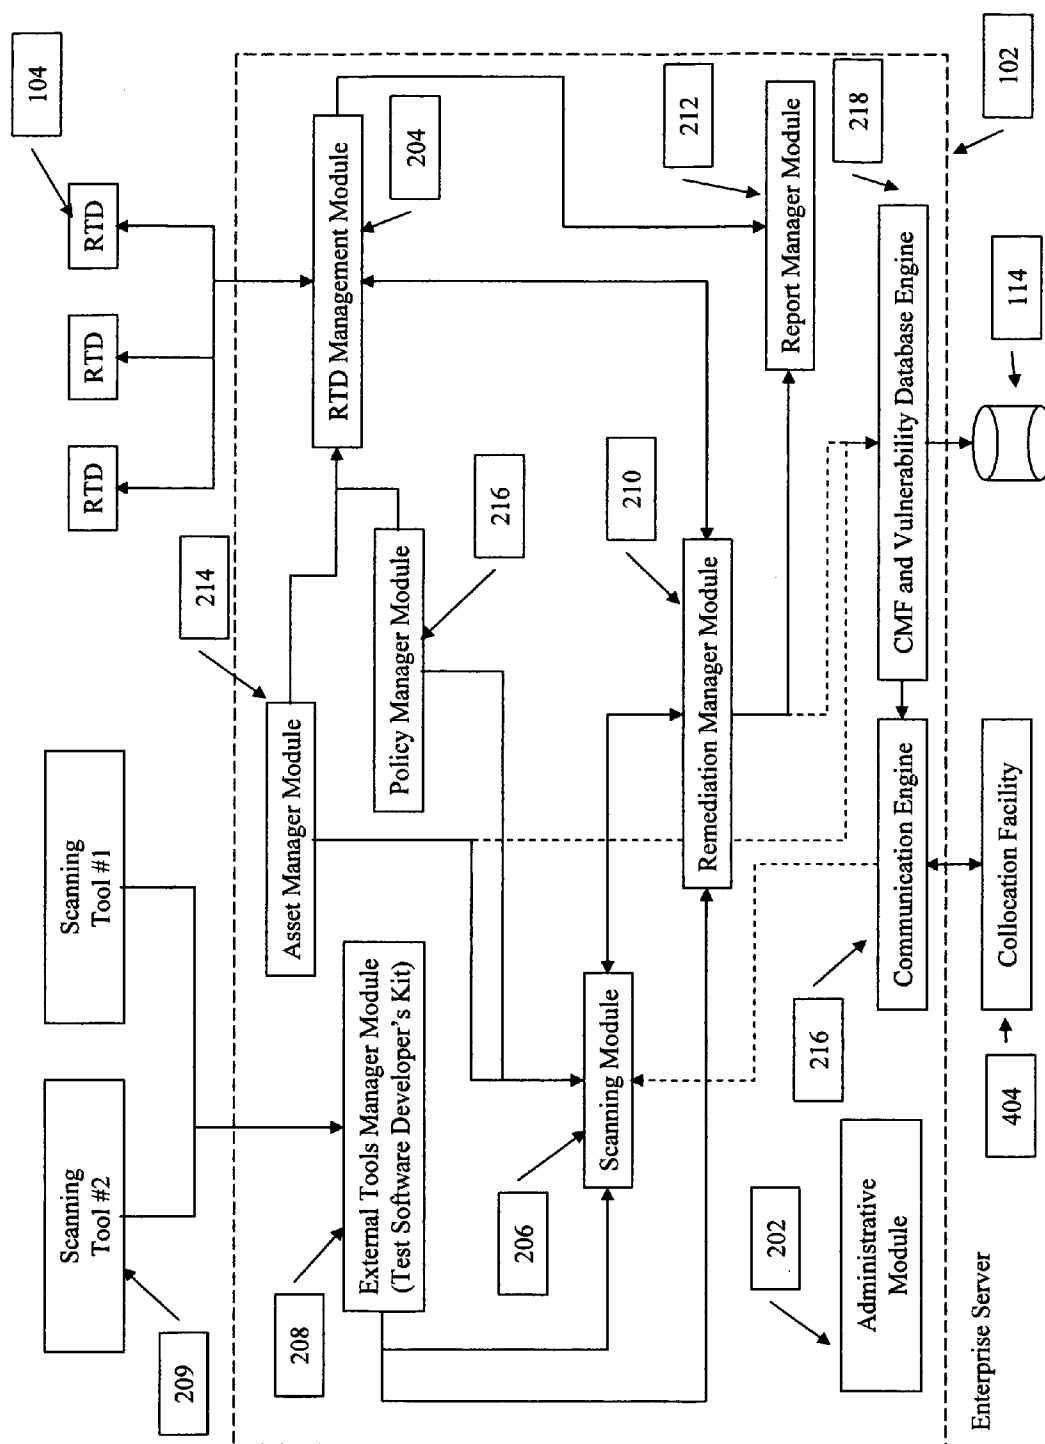 104
Scanning
Tool #2
Scanning
Tool #1
RTD
RTD
RTD
209
214
208
Asset Manager Module
RTD Management Module
External Tools Manager Module
(Test Software Developer's Kit)
Policy Manager Module
204
216
206
210
Scanning Module
212
Remediation Manager Module
202
Report Manager Module
216
218
Administrative
Module
Communication Engine
CMF and Vulnerability Database Engine
Enterprise Server
404
Collocation Facility
114
102